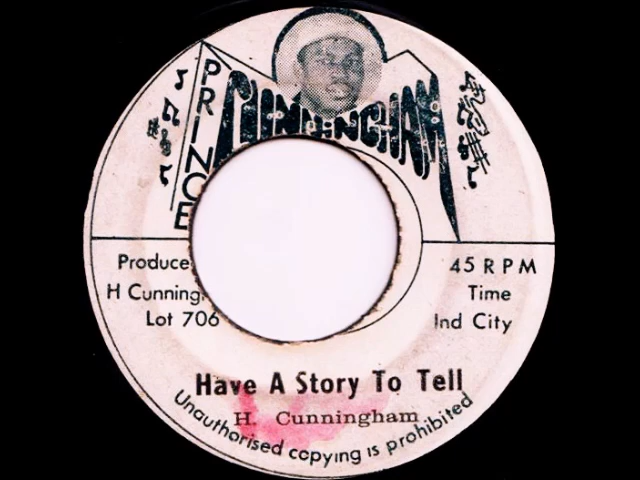 PRINCE
CUNNINGHAM
Produce
H Cunning
Lot 706
45 RPM
Time
Ind City
Have A Story To Tell
H. Cunningham
Unauthorised copying is prohibited